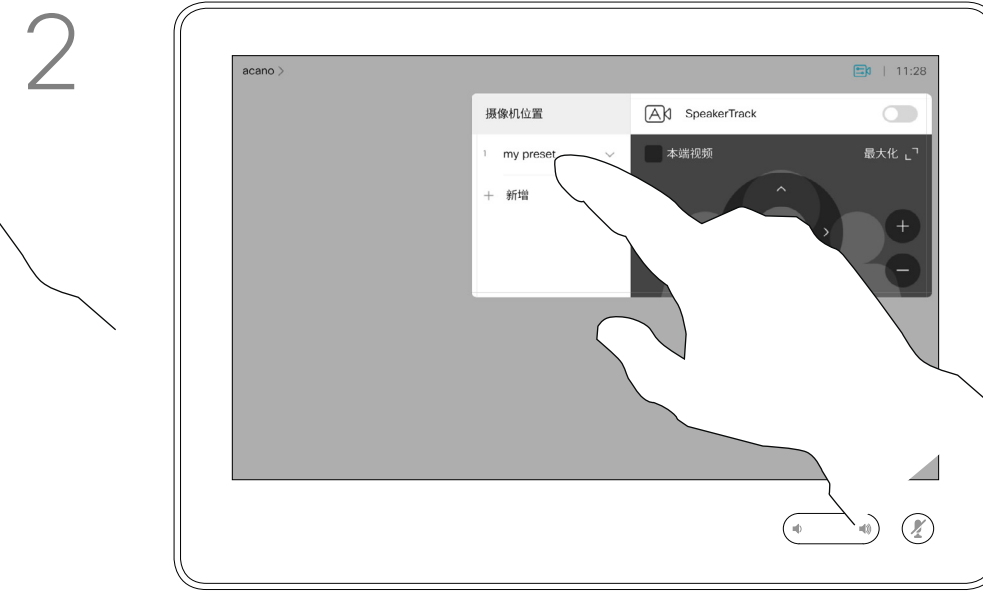 2
acano >
11:28
摄像机位置
SpeakerTrack
1 my preset
本端视频
最大化
+ 新增